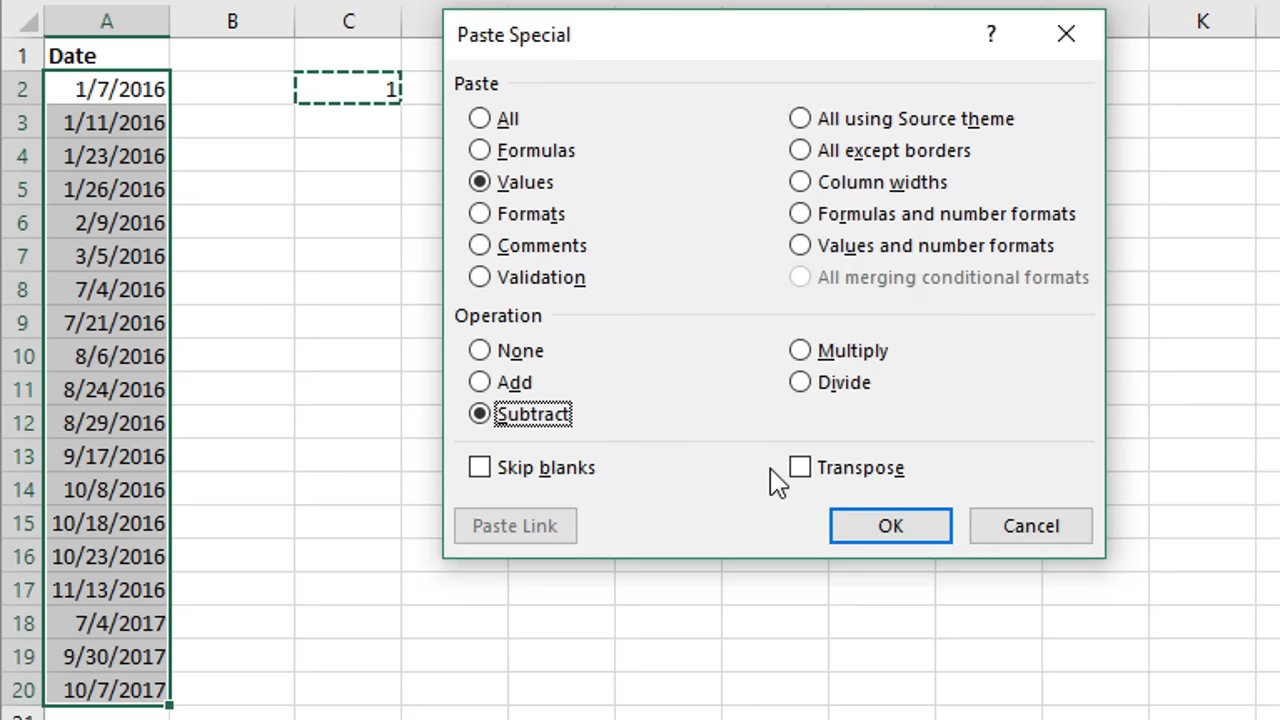 A B C K
Paste Special ?
1 Date
Paste
2 1/7/2016 1
All All using Source theme
3 1/11/2016
Formulas All except borders
4 1/23/2016
Values Column widths
5 1/26/2016
Formats Formulas and number formats
6 2/9/2016
Comments Values and number formats
7 3/5/2016
Validation All merging conditional formats
8 7/4/2016
Operation
9 7/21/2016
None Multiply
10 8/6/2016
Add Divide
11 8/24/2016
Subtract
12 8/29/2016
13 9/17/2016
Skip blanks Transpose
14 10/8/2016
15 10/18/2016
Paste Link OK Cancel
16 10/23/2016
17 11/13/2016
18 7/4/2017
19 9/30/2017
20 10/7/2017